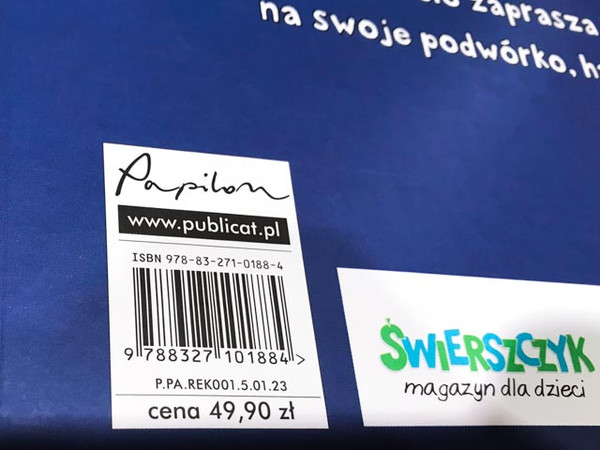 zaprasza
na swoje podwórko,
Papilon
www.publicat.pl
ISBN 978-83-271-0188-4
9 788327 101884 >
P.PA.REK001.5.01.23
cena 49,90 zł
ŚWIERSZCZYK
magazyn dla dzieci